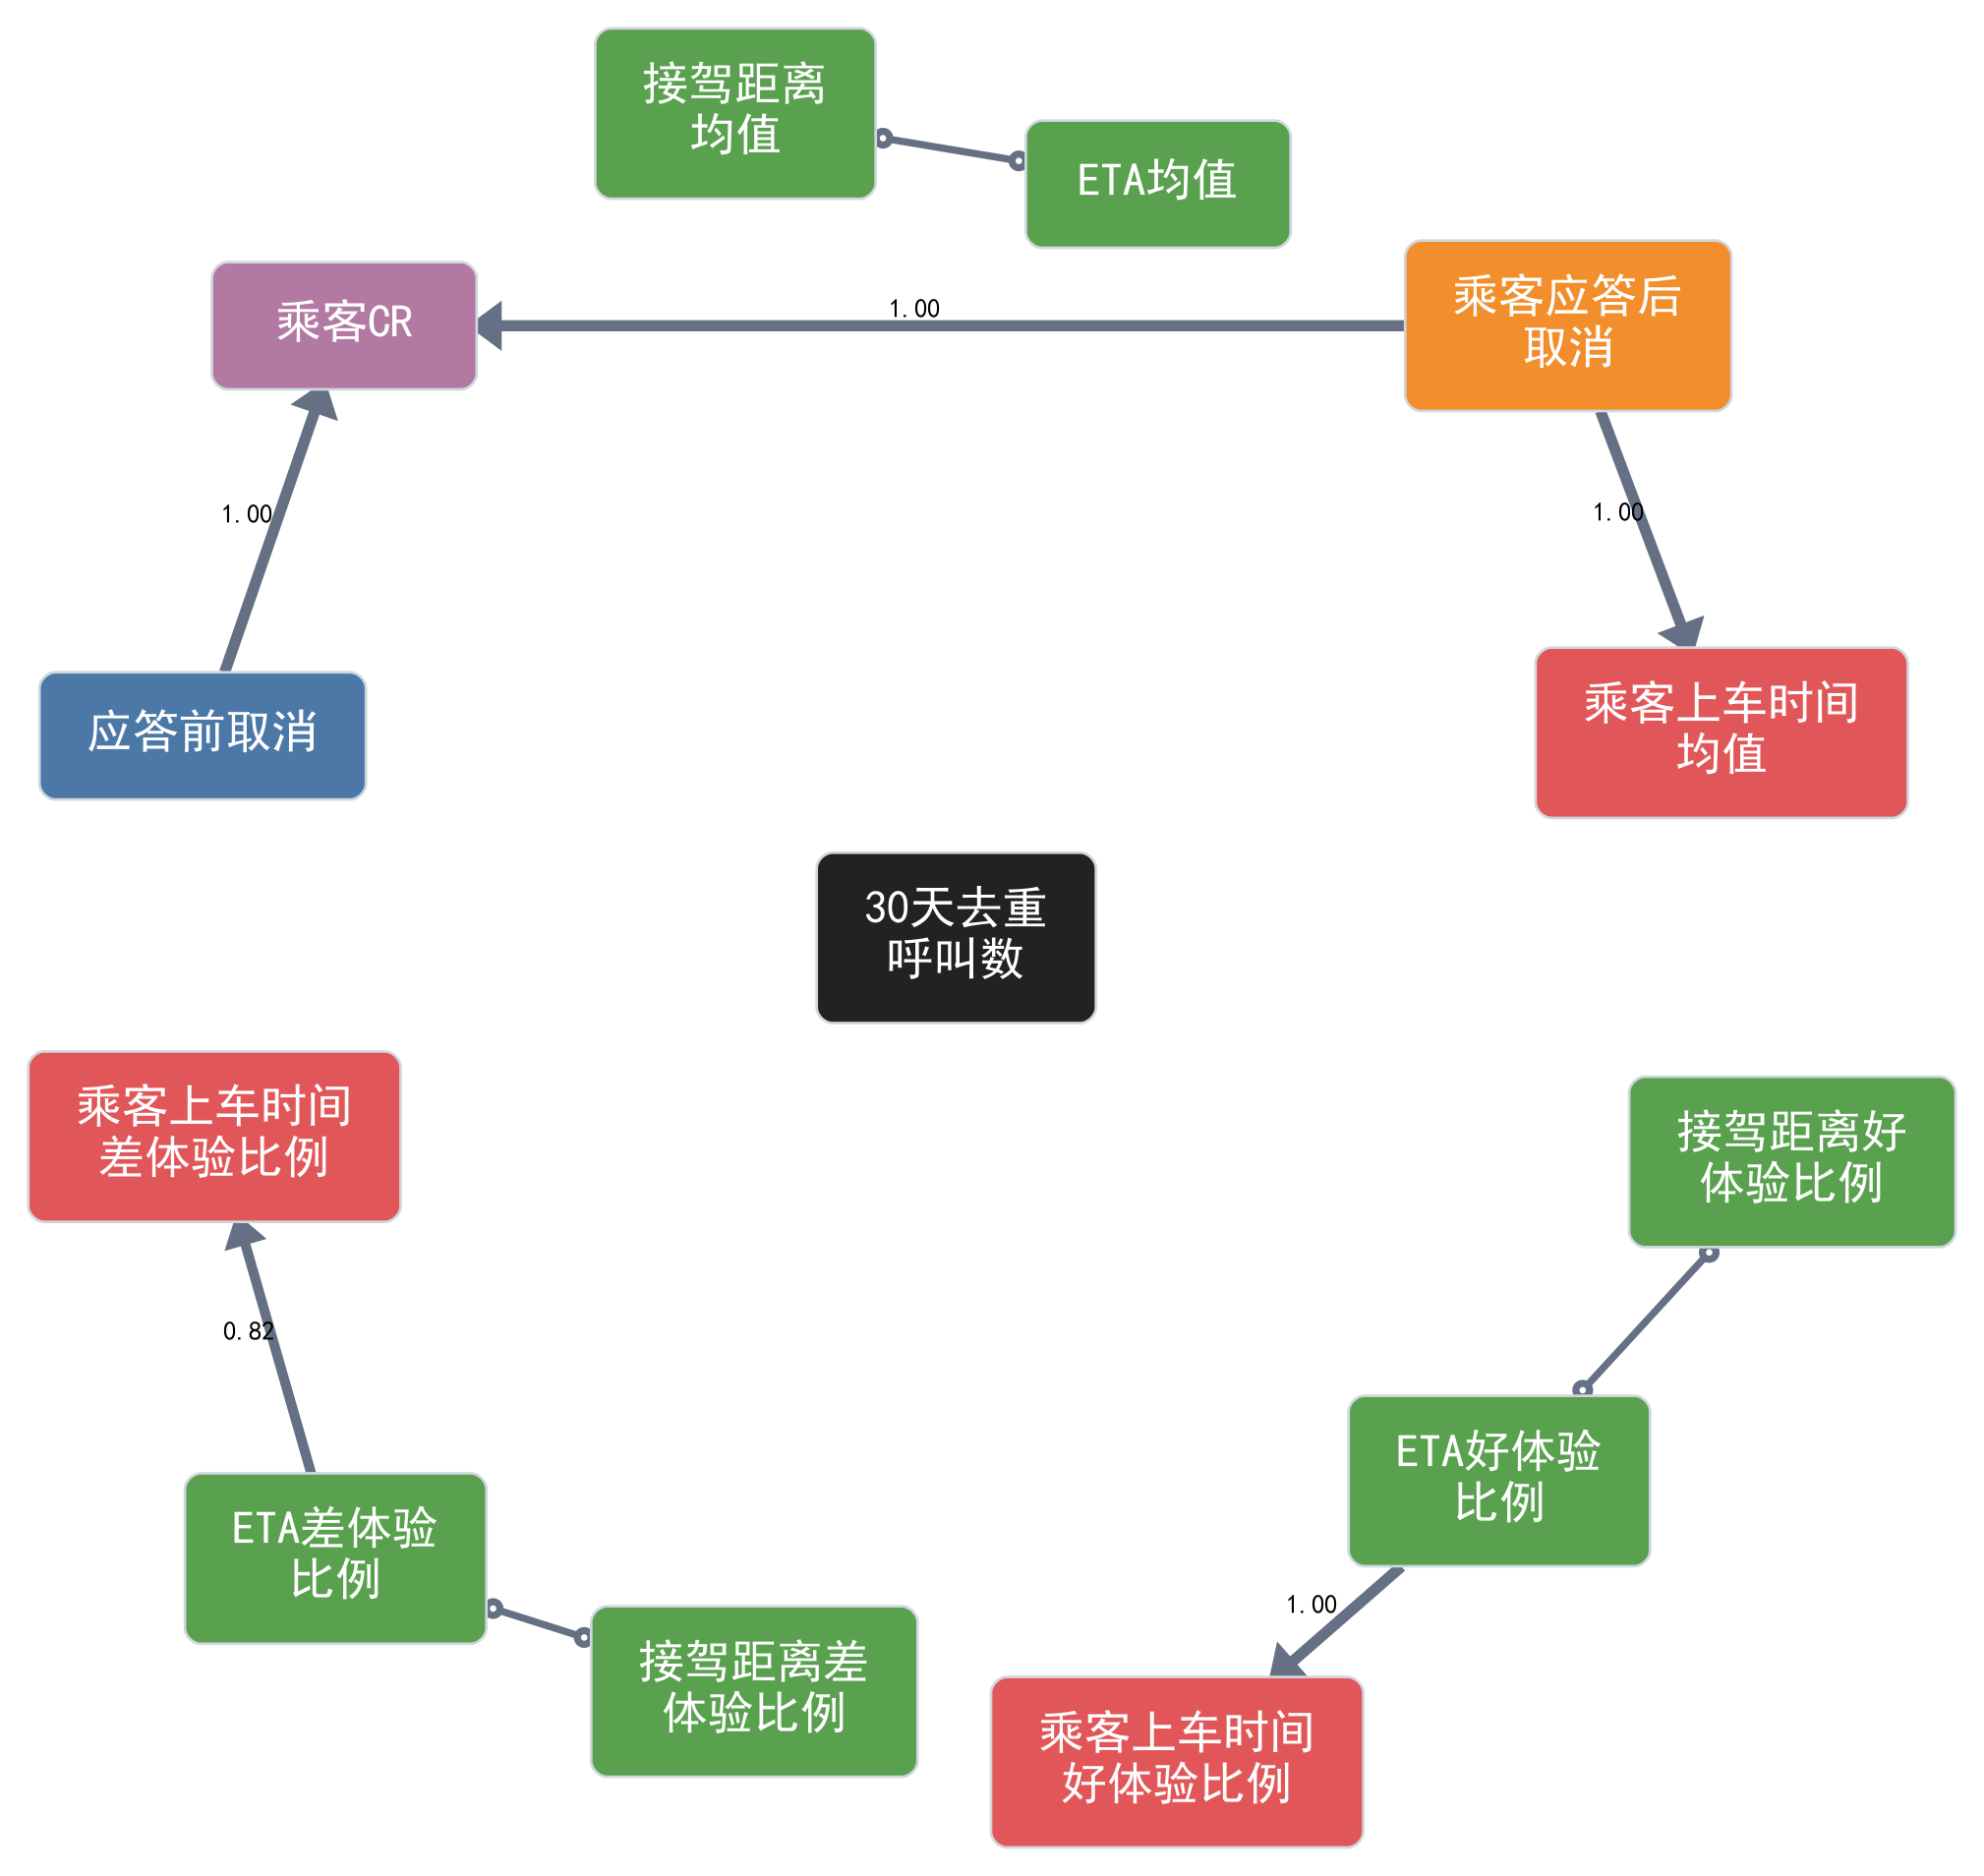 接驾距离
均值
ETA均值
乘客CR
1.00
乘客应答后
取消
1.00
1.00
应答前取消
乘客上车时间
均值
30天去重
呼叫数
乘客上车时间
差体验比例
接驾距离好
体验比例
0.82
ETA好体验
比例
ETA差体验
比例
1.00
接驾距离差
体验比例
乘客上车时间
好体验比例